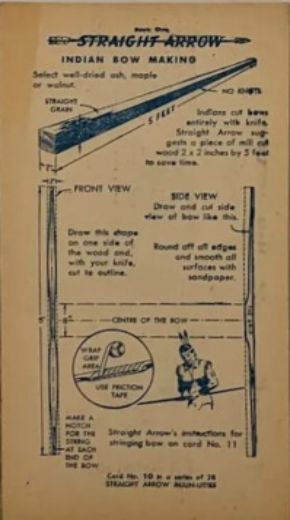 Book One
STRAIGHT ARROW
INDIAN BOW MAKING
Select well-dried ash, maple
or walnut.
STRAIGHT
GRAIN
NO KNOTS
5 FEET
Indians cut bows
entirely with knife,
Straight Arrow sug-
gests a piece of mill cut
wood 2 x 2 inches by 5 feet
to save time.
FRONT VIEW
Draw this shape
on one side of
the wood and,
with your knife,
cut to outline.
SIDE VIEW
Draw and cut side
view of bow like this.
Round off all edges
and smooth all
surfaces with
sandpaper.
CENTRE OF THE BOW
WRAP
GRIP
AREA
USE FRICTION
TAPE
MAKE A
NOTCH
FOR THE
STRING
AT EACH
END OF
THE BOW
Straight Arrow's instructions for
stringing bow on card No. 11
Card No. 10 in a series of 36
STRAIGHT ARROW INJUN-UITIES